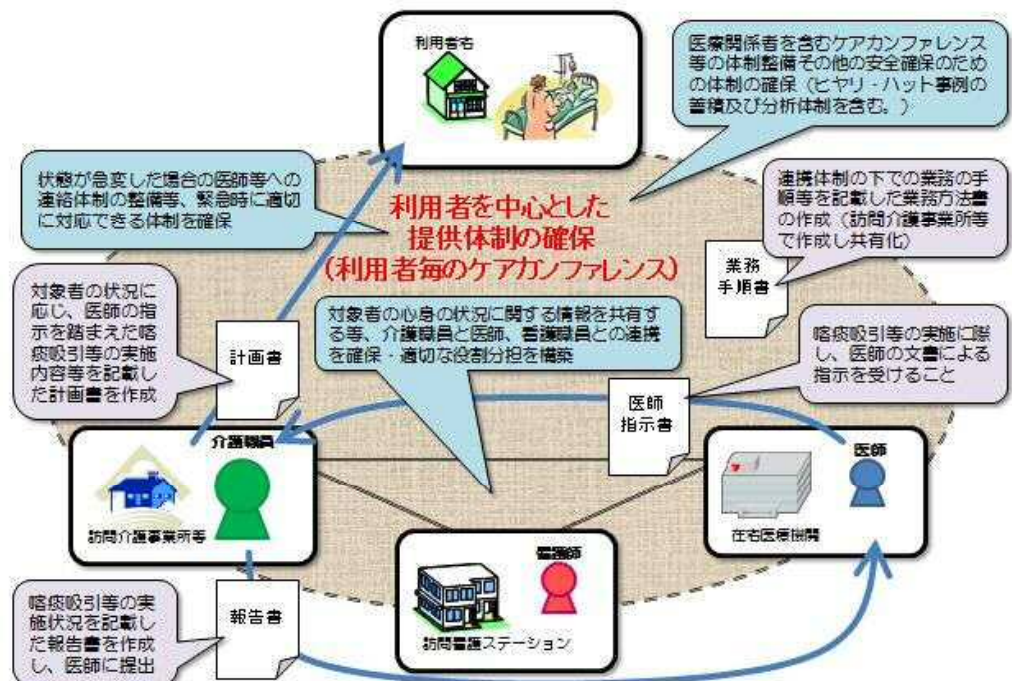 利用者宅
医療関係者を含むケアカンファレンス
等の体制整備その他の安全確保のため
の体制の確保（ヒヤリ・ハット事例の
蓄積及び分析体制を含む。）
状態が急変した場合の医師等への
連絡体制の整備等、緊急時に適切
に対応できる体制を確保
利用者を中心とした
提供体制の確保
（利用者毎のケアカンファレンス）
連携体制の下での業務の手
順等を記載した業務方法書
の作成（訪問介護事業所等
で作成し共有化）
業務
手順書
対象者の状況に
応じ、医師の指
示を踏まえた喀
痰吸引等の実施
内容等を記載し
た計画書を作成
計画書
対象者の心身の状況に関する情報を共有す
る等、介護職員と医師、看護職員との連携
を確保・適切な役割分担を構築
喀痰吸引等の実施に際
し、医師の文書による
指示を受けること
医師
指示書
介護職員
訪問介護事業所等
医師
在宅医療機関
看護師
訪問看護ステーション
喀痰吸引等の実
施状況を記載し
た報告書を作成
し、医師に提出
報告書